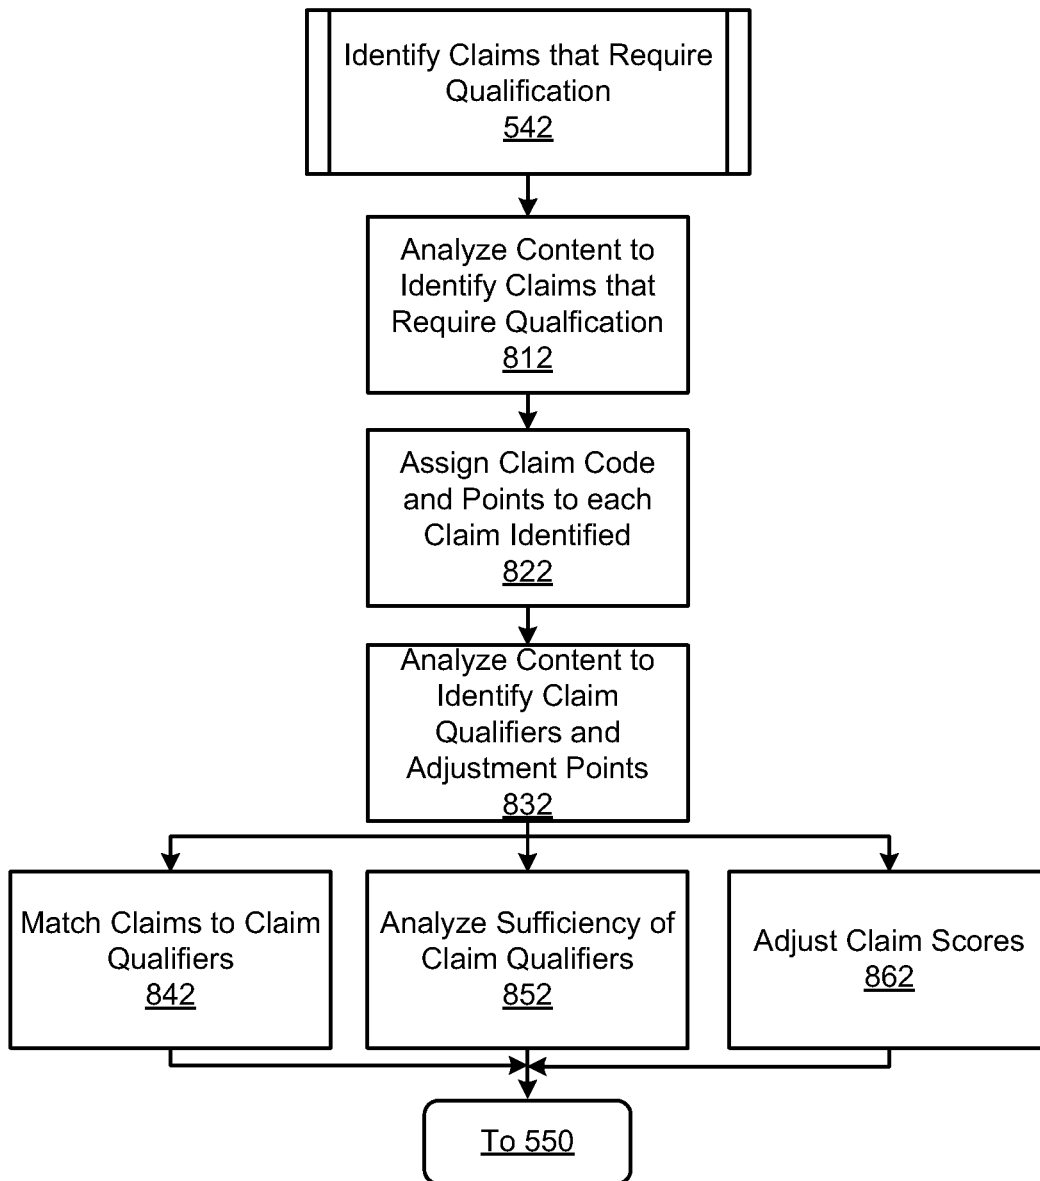 Identify Claims that Require
Qualification
542
Analyze Content to
Identify Claims that
Require Qualfication
812
Assign Claim Code
and Points to each
Claim Identified
822
Analyze Content to
Identify Claim
Qualifiers and
Adjustment Points
832
Match Claims to Claim
Qualifiers
842
Analyze Sufficiency of
Claim Qualifiers
852
Adjust Claim Scores
862
To 550